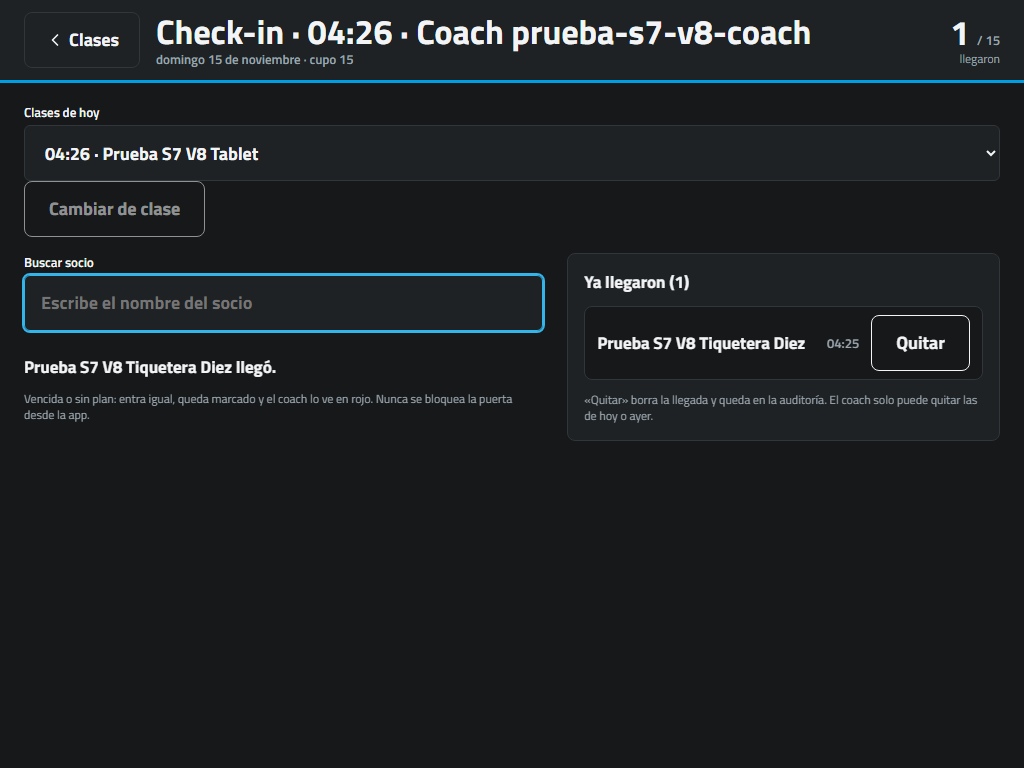 Clases
Check-in · 04:26 · Coach prueba-s7-v8-coach
domingo 15 de noviembre · cupo 15
1 / 15
llegaron
Clases de hoy
04:26 · Prueba S7 V8 Tablet
Cambiar de clase
Buscar socio
Escribe el nombre del socio
Prueba S7 V8 Tiquetera Diez llegó.
Vencida o sin plan: entra igual, queda marcado y el coach lo ve en rojo. Nunca se bloquea la puerta
desde la app.
Ya llegaron (1)
Prueba S7 V8 Tiquetera Diez 04:25 Quitar
«Quitar» borra la llegada y queda en la auditoría. El coach solo puede quitar las
de hoy o ayer.